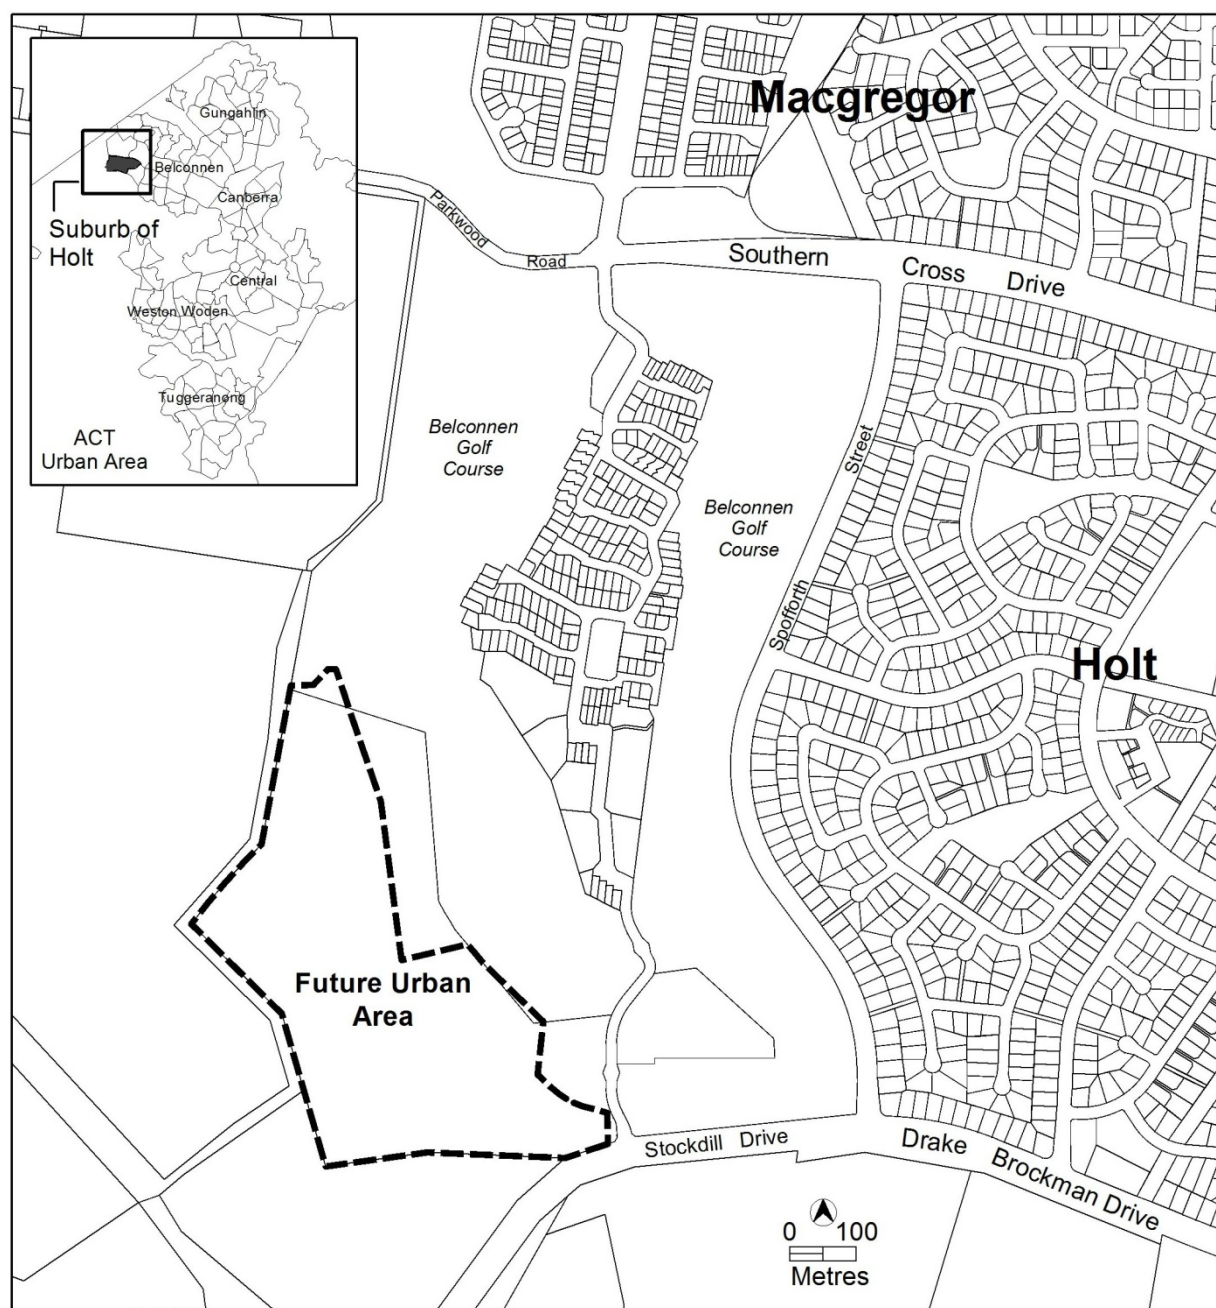 Macgregor
Gungahlin
Belconnen
Canberra
Suburb of
Holt
Central
Weston Woden
Tuggeranong
ACT
Urban Area
Parkwood
Road
Southern
Cross
Drive
Belconnen
Golf
Course
Street
Belconnen
Golf
Course
Spofforth
Holt
Future Urban
Area
Stockdill Drive
Drake
Brockman Drive
0 100
Metres